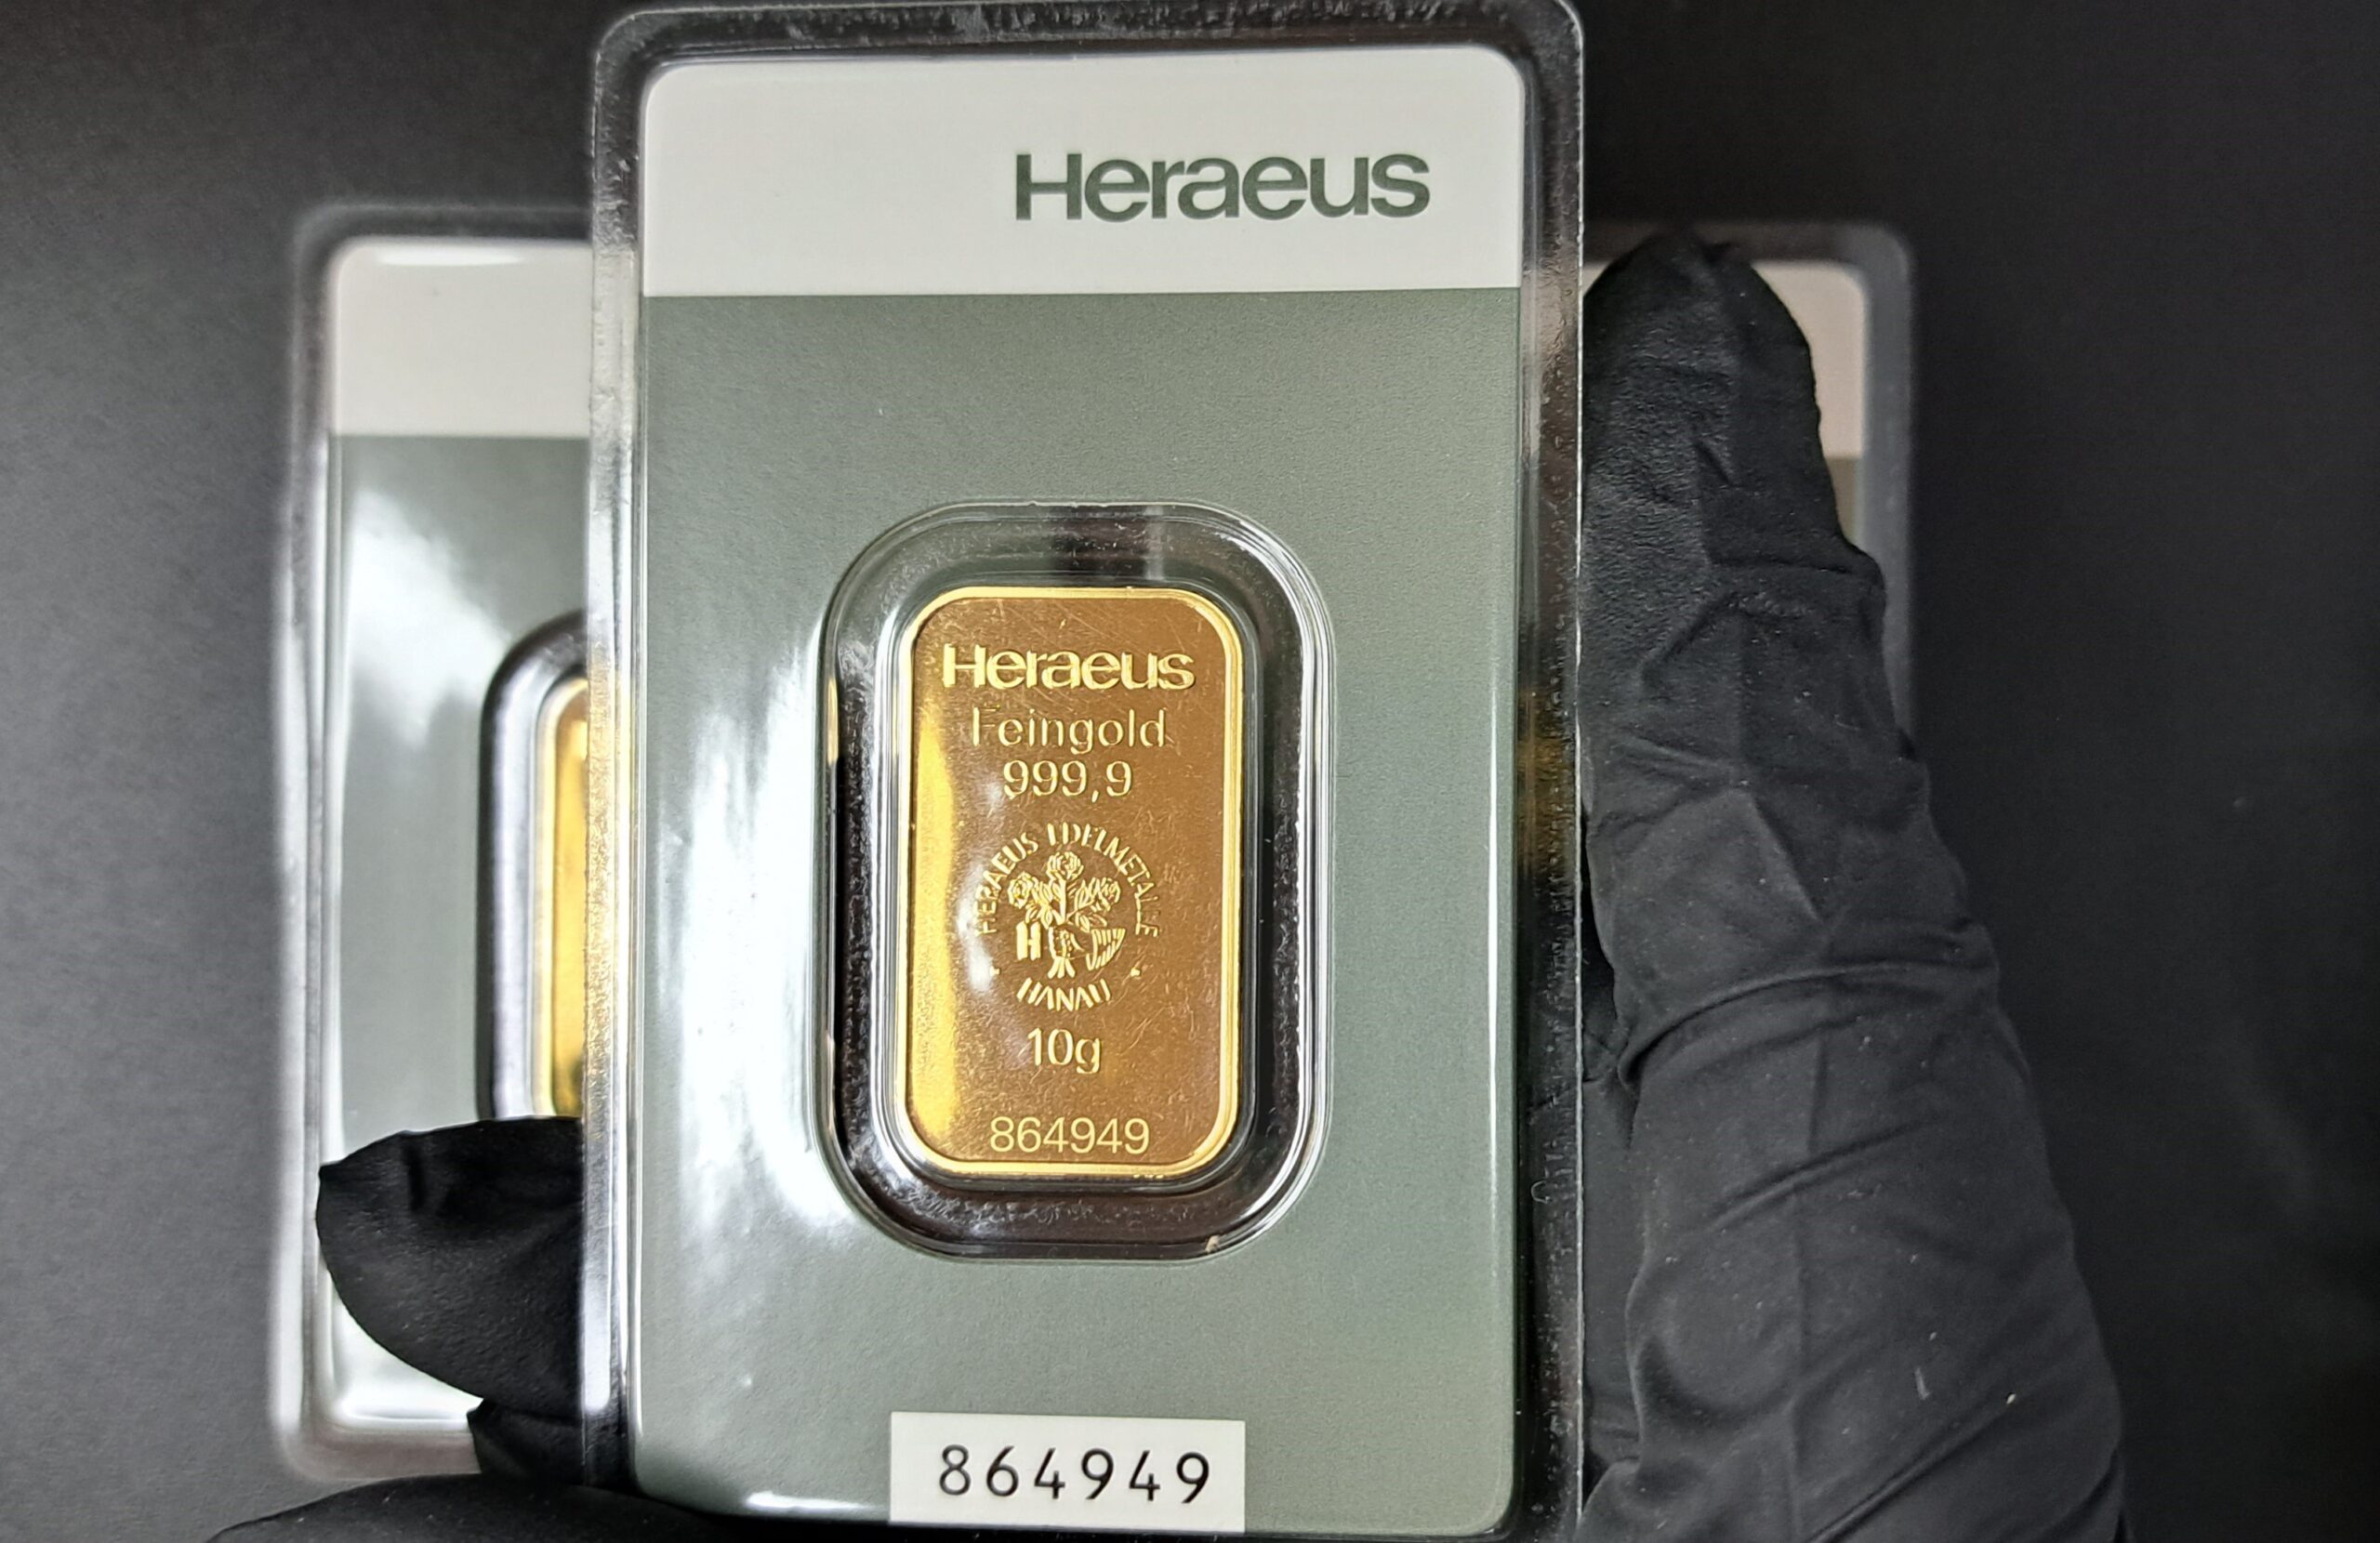 Heraeus
Heraeus
Feingold
999,9
HERAEUS EDELMETALLE
H
HANAU
10g
864949
864949